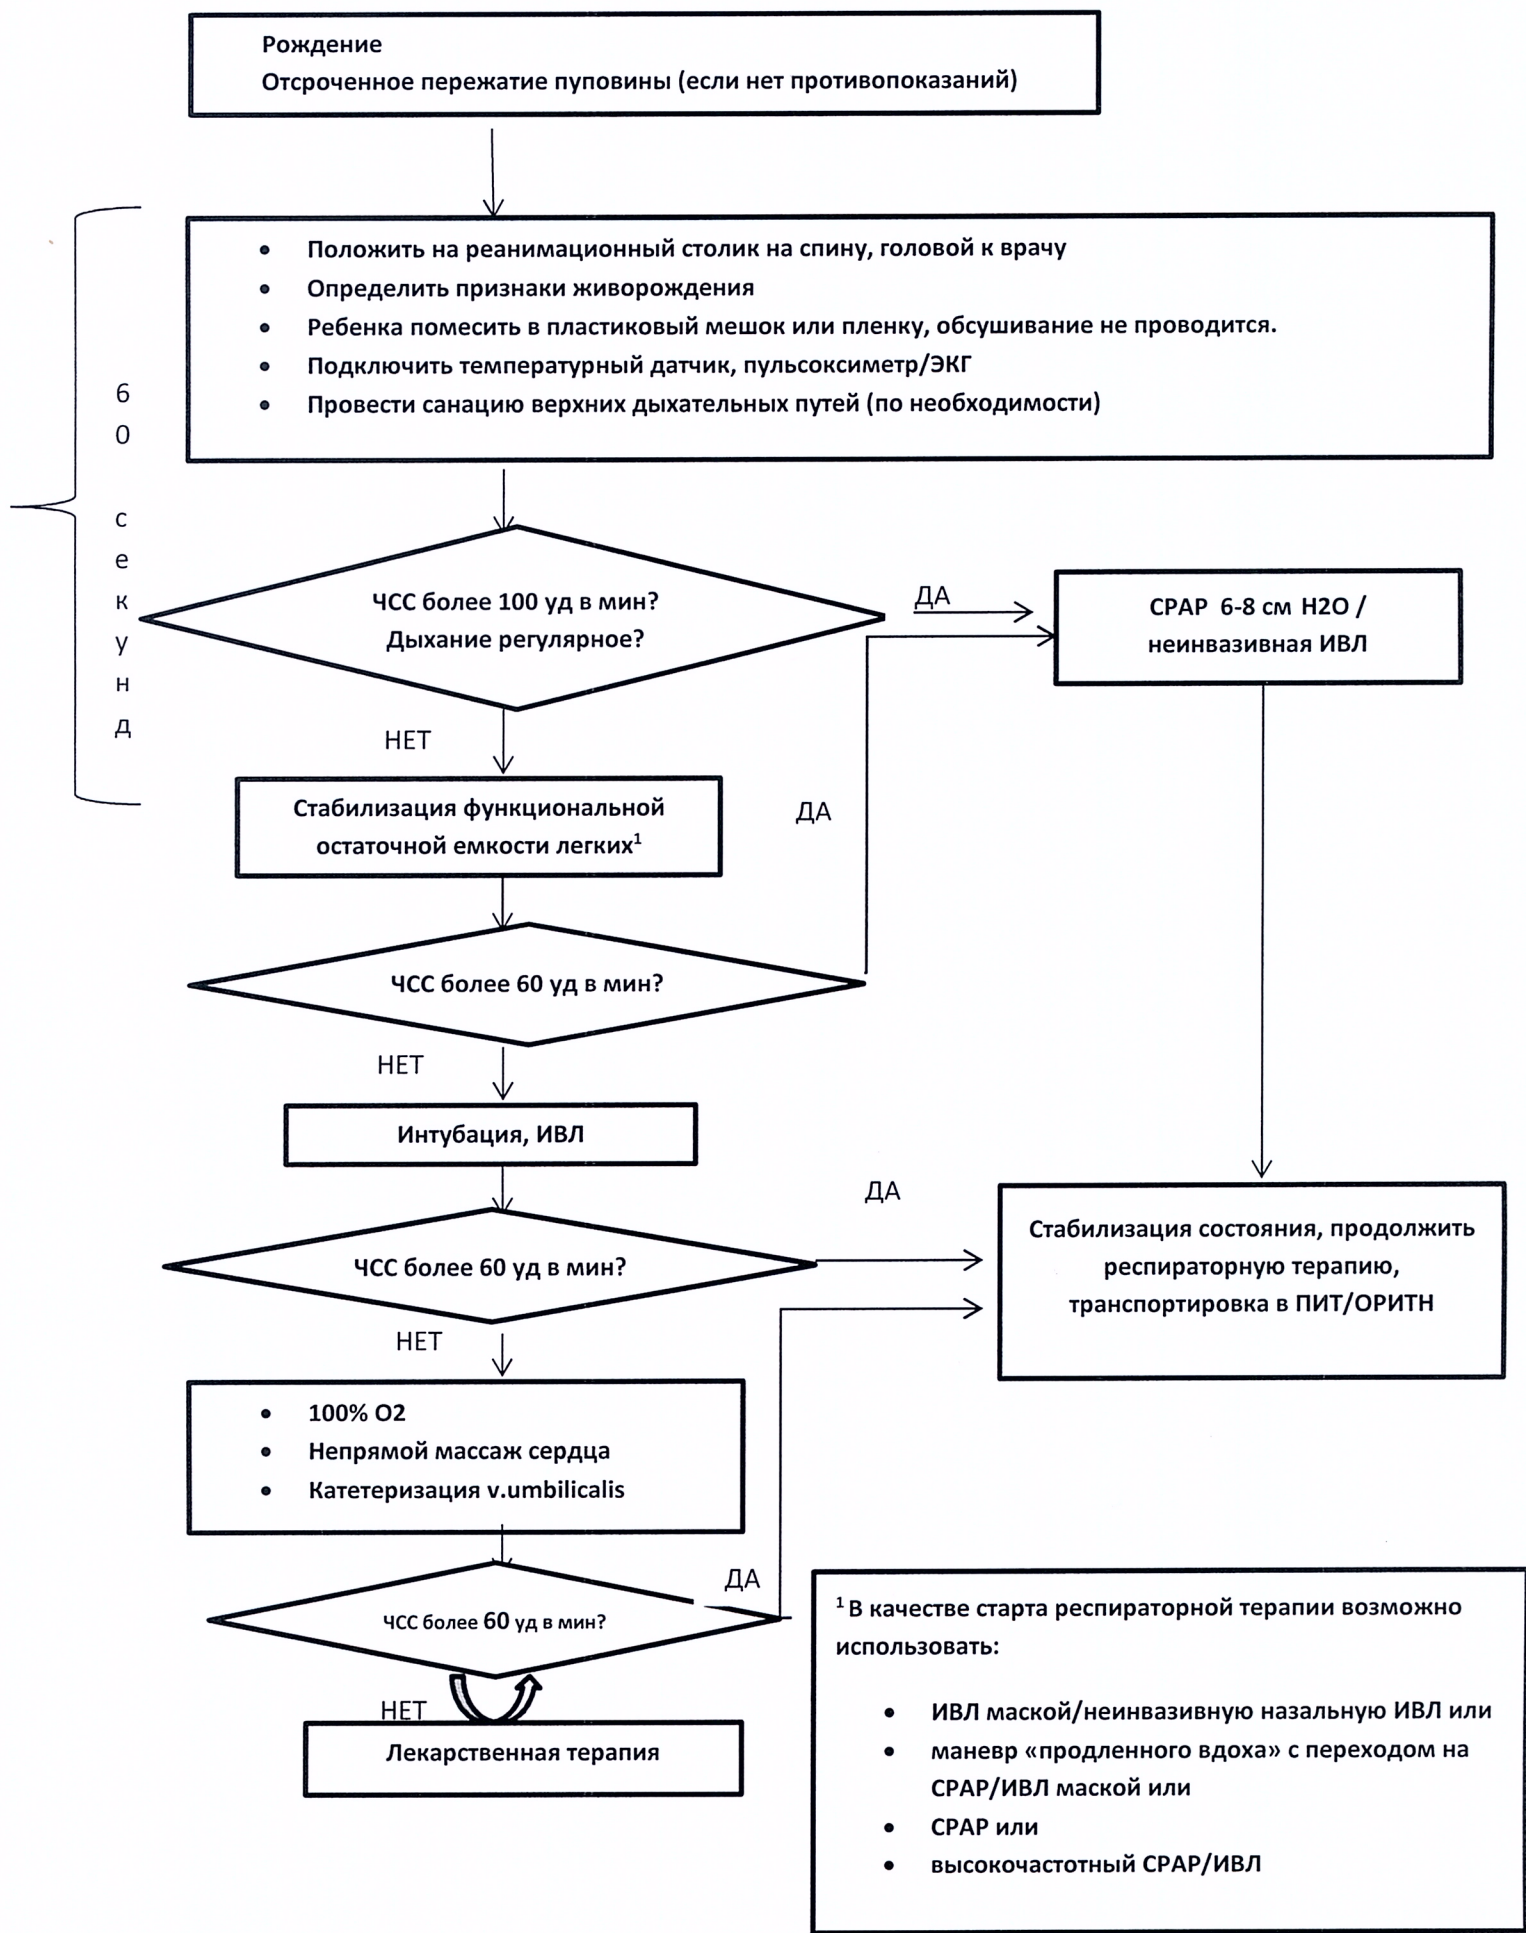 Рождение
Отсроченное пережатие пуповины (если нет противопоказаний)
• Положить на реанимационный столик на спину, головой к врачу
• Определить признаки живорождения
• Ребенка помесить в пластиковый мешок или пленку, обсушивание не проводится.
• Подключить температурный датчик, пульсоксиметр/ЭКГ
• Провести санацию верхних дыхательных путей (по необходимости)
6
0
с
е
к
у
н
д
ЧСС более 100 уд в мин?
Дыхание регулярное?
ДА
CPAP 6-8 см H2O /
неинвазивная ИВЛ
НЕТ
Стабилизация функциональной
остаточной емкости легких¹
ДА
ЧСС более 60 уд в мин?
НЕТ
Интубация, ИВЛ
ЧСС более 60 уд в мин?
ДА
Стабилизация состояния, продолжить
респираторную терапию,
транспортировка в ПИТ/ОРИТН
НЕТ
• 100% О2
• Непрямой массаж сердца
• Катетеризация v.umbilicalis
ЧСС более 60 уд в мин?
ДА
НЕТ
Лекарственная терапия
¹ В качестве старта респираторной терапии возможно
использовать:
• ИВЛ маской/неинвазивную назальную ИВЛ или
• маневр «продленного вдоха» с переходом на
CPAP/ИВЛ маской или
• CPAP или
• высокочастотный CPAP/ИВЛ